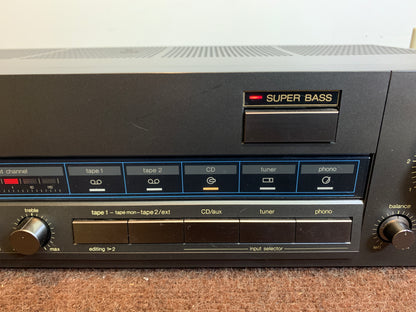 SUPER BASS
channel
tape 1 tape 2 CD tuner phono
tape 1 – tape mon – tape 2/ext CD/aux tuner phono
treble
max
balance
editing 1►2
input selector